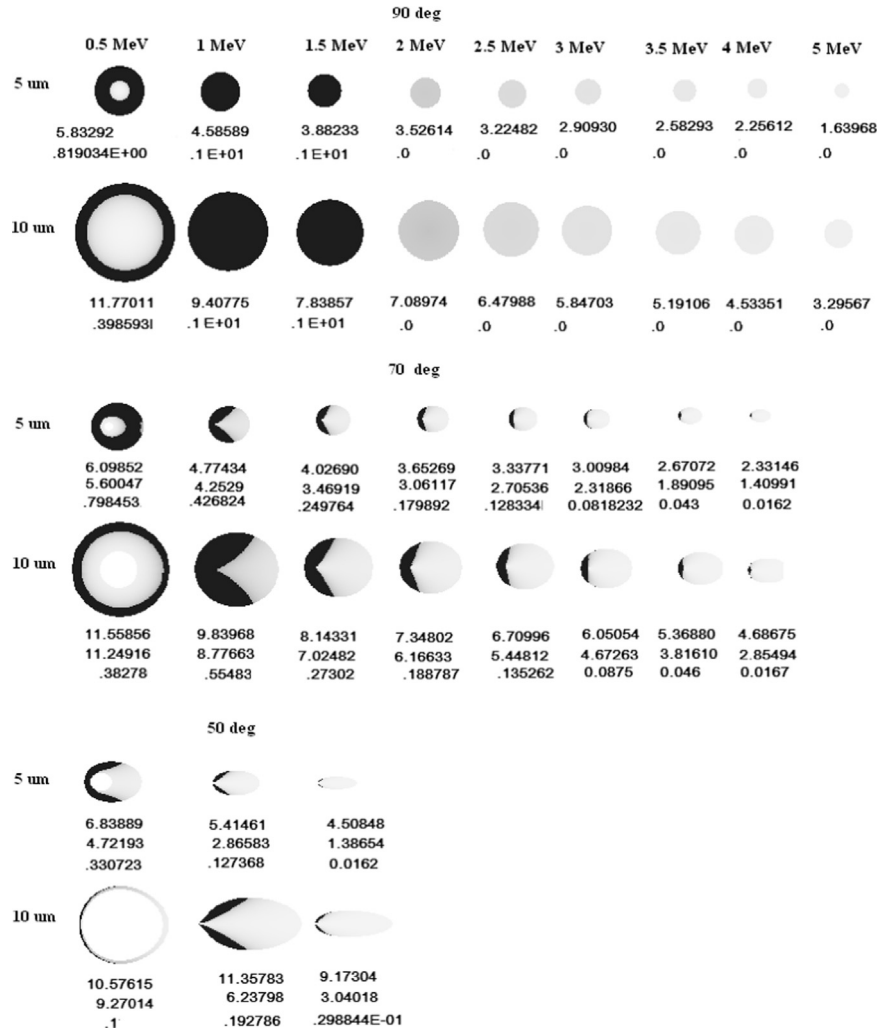 90 deg
0.5 MeV 1 MeV 1.5 MeV 2 MeV 2.5 MeV 3 MeV 3.5 MeV 4 MeV 5 MeV
5 um
5.83292 4.58589 3.88233 3.52614 3.22482 2.90930 2.58293 2.25612 1.63968
.819034E+00 .1 E+01 .1 E+01 .0 .0 .0 .0 .0 .0
10 um
11.77011 9.40775 7.83857 7.08974 6.47988 5.84703 5.19106 4.53351 3.29567
.398593l .1 E+01 .1 E+01 .0 .0 .0 .0 .0 .0
70 deg
5 um
6.09852 4.77434 4.02690 3.65269 3.33771 3.00984 2.67072 2.33146
5.60047 4.2529 3.46919 3.06117 2.70536 2.31866 1.89095 1.40991
.798453 .426824 .249764 .179892 .128334l 0.0818232 0.043 0.0162
10 um
11.55856 9.83968 8.14331 7.34802 6.70996 6.05054 5.36880 4.68675
11.24916 8.77663 7.02482 6.16633 5.44812 4.67263 3.81610 2.85494
.38278 .55483 .27302 .188787 .135262 0.0875 0.046 0.0167
50 deg
5 um
6.83889 5.41461 4.50848
4.72193 2.86583 1.38654
.330723 .127368 0.0162
10 um
10.57615 11.35783 9.17304
9.27014 6.23798 3.04018
.1 .192786 .298844E-01